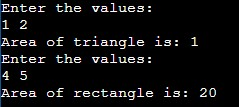 Enter the values:
1 2
Area of triangle is: 1
Enter the values:
4 5
Area of rectangle is: 20